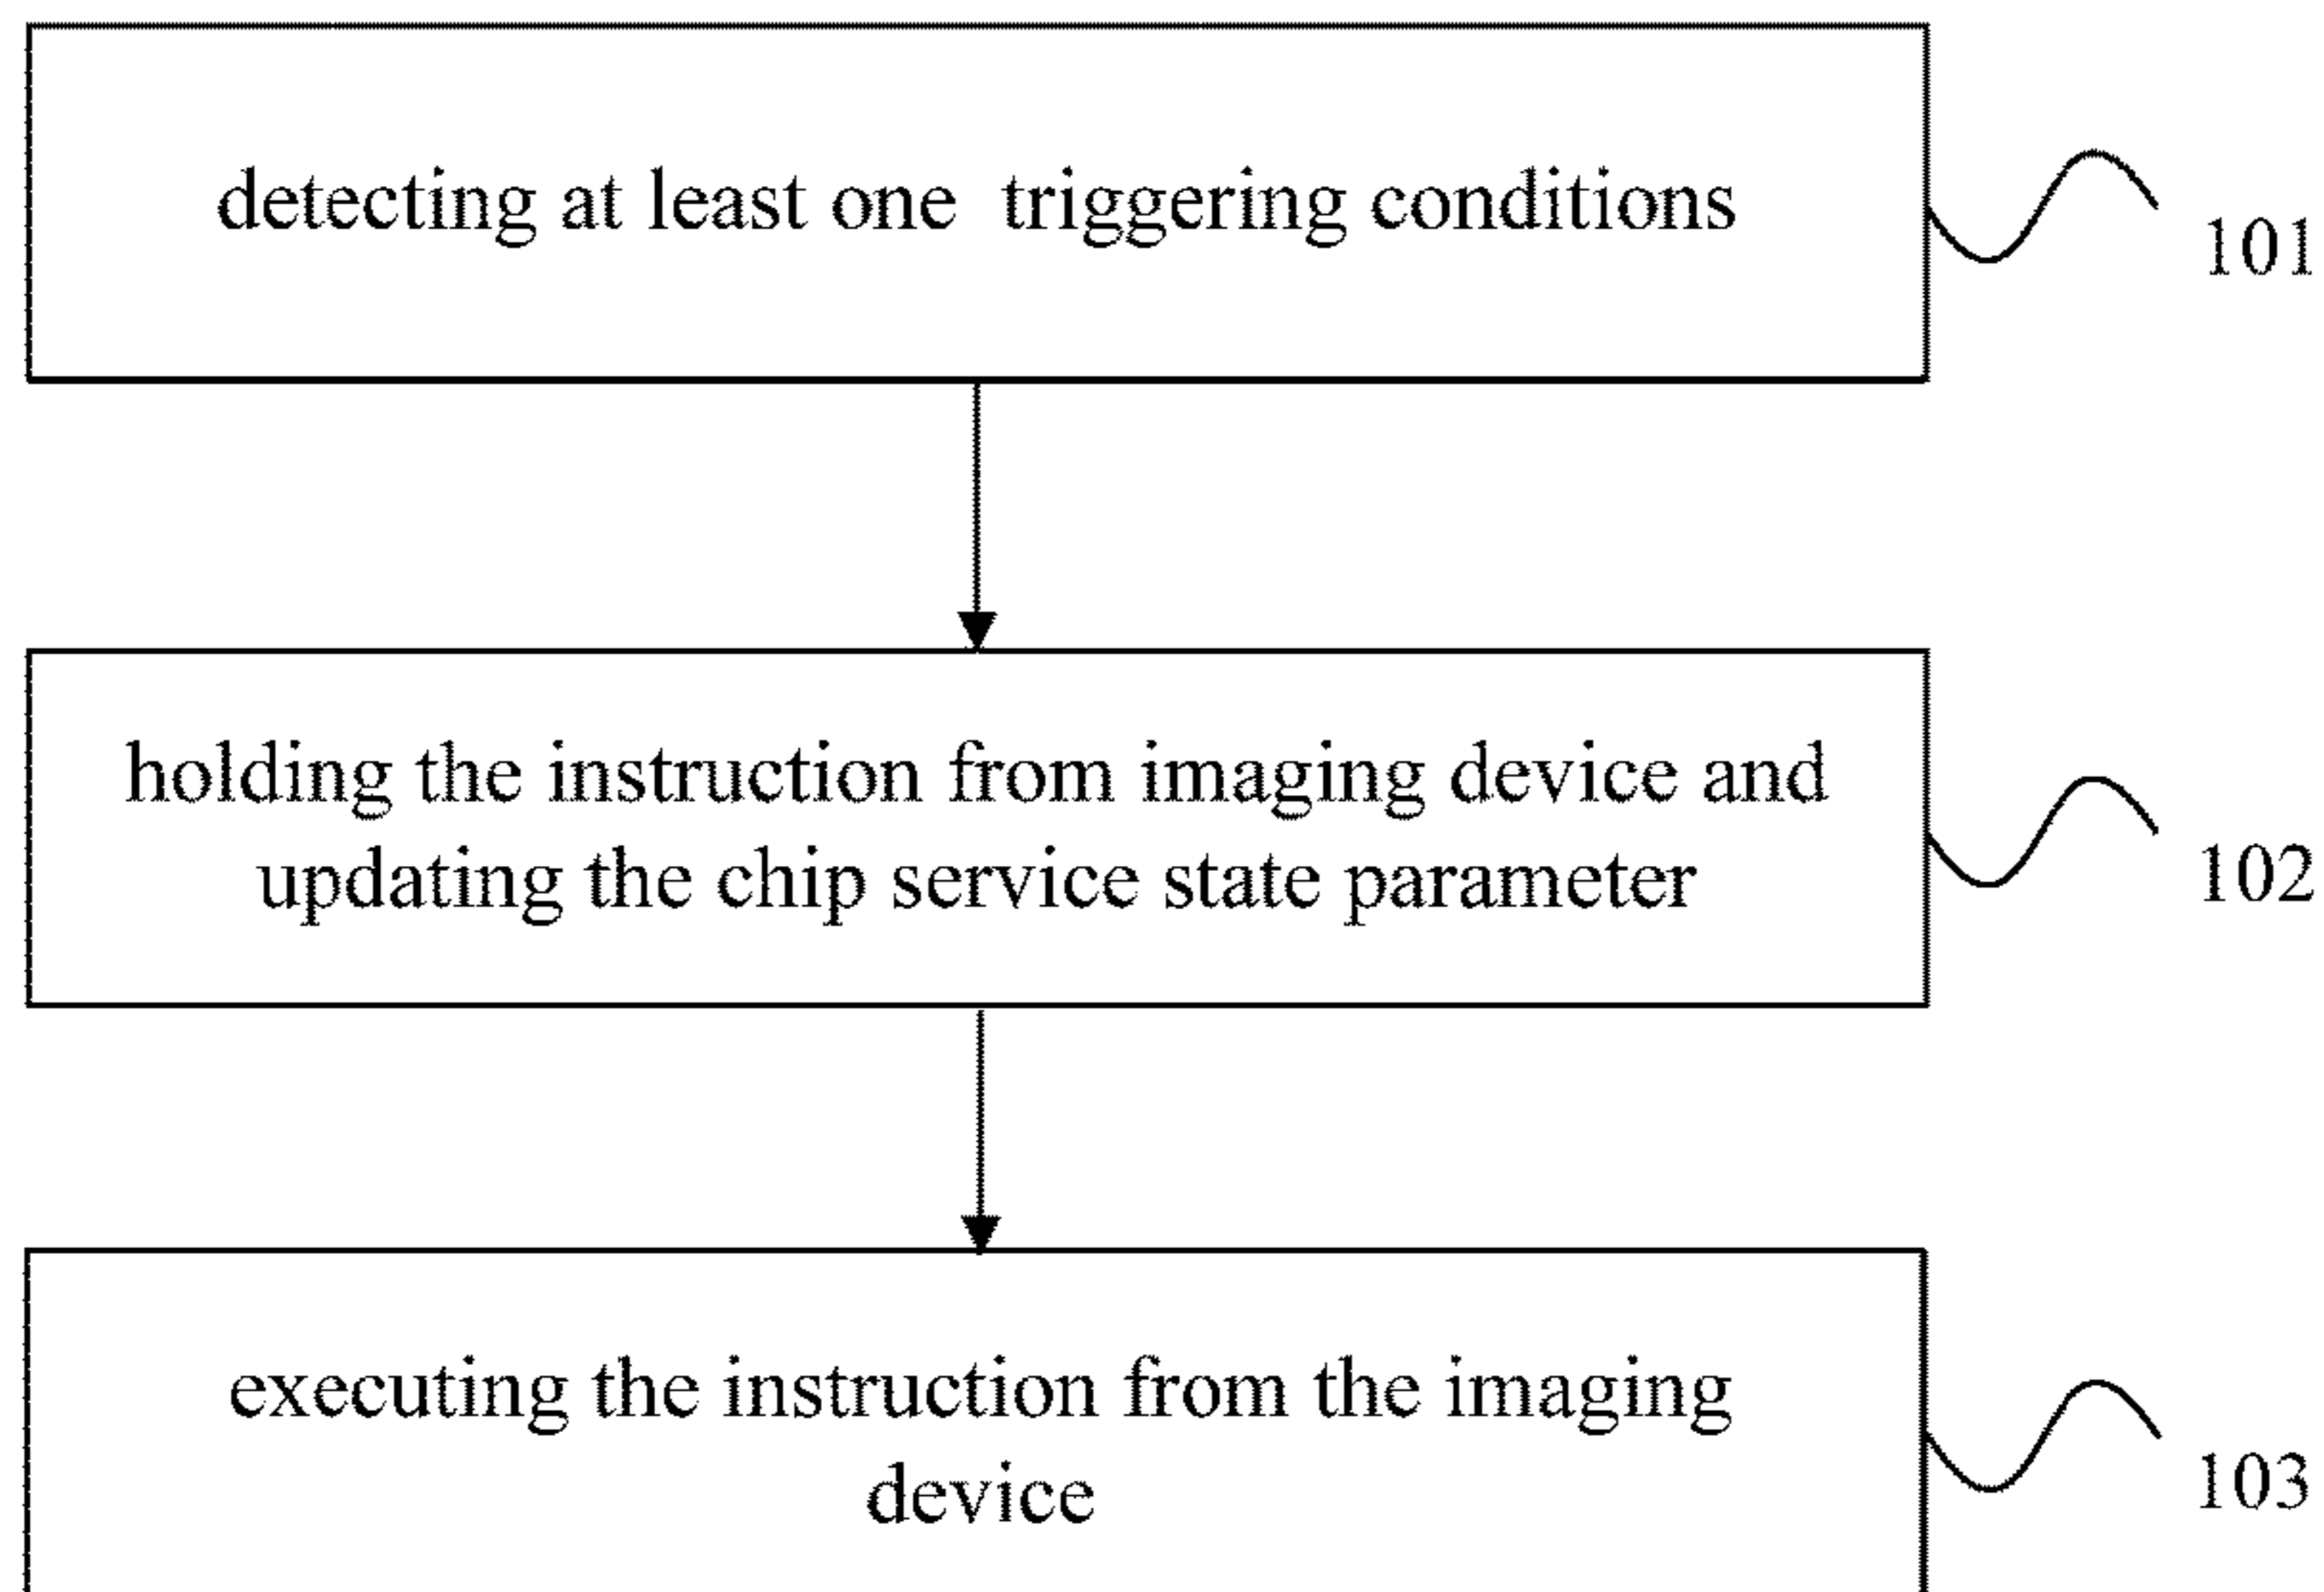 detecting at least one triggering conditions
101
holding the instruction from imaging device and
updating the chip service state parameter
102
executing the instruction from the imaging
device
103